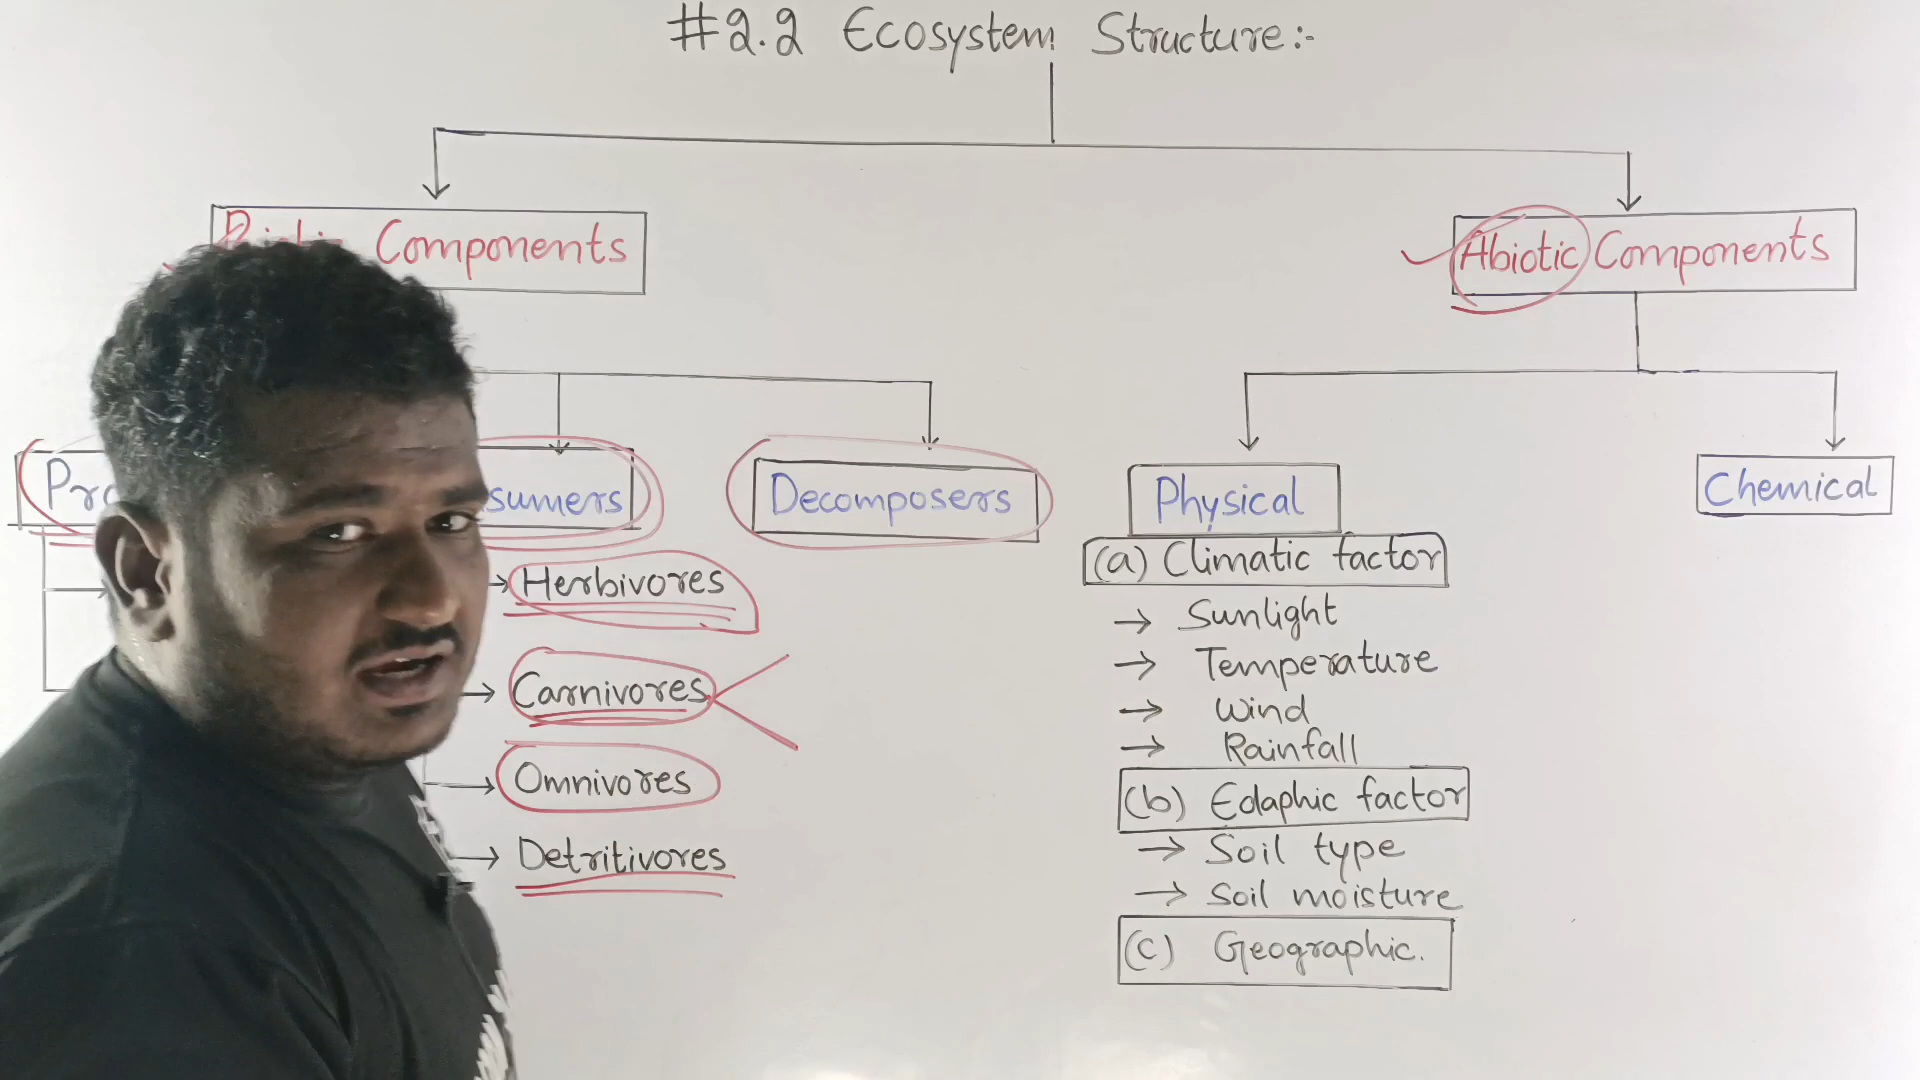 #2.2 Ecosystem Structure:-
Components
Abiotic Components
Decomposers
Physical
Chemical
Herbivores
Carnivores
Omnivores
Detritivores
(a) Climatic factor
→ Sunlight
→ Temperature
→ Wind
→ Rainfall
(b) Edaphic factor
→ Soil type
→ Soil moisture
(c) Geographic.